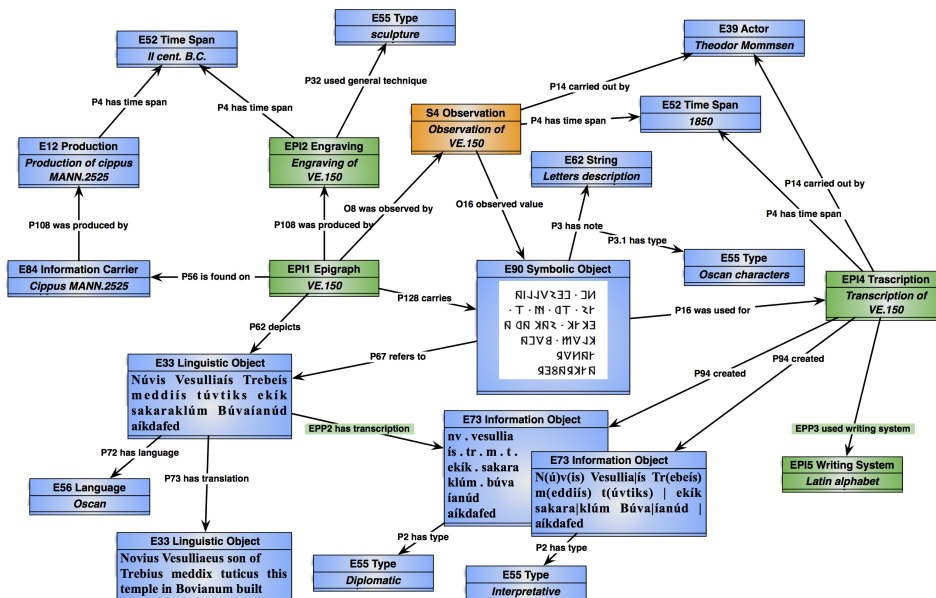 E55 Type
sculpture
E39 Actor
Theodor Mommsen
E52 Time Span
II cent. B.C.
P32 used general technique
P14 carried out by
P4 has time span
P4 has time span
S4 Observation
Observation of
VE.150
P4 has time span
E52 Time Span
1850
E12 Production
Production of cippus
MANN.2525
EPI2 Engraving
Engraving of
VE.150
E62 String
Letters description
P14 carried out by
O8 was observed by
O16 observed value
P4 has time span
P108 was produced by
P108 was produced by
P3 has note
P3.1 has type
E84 Information Carrier
Cippus MANN.2525
P56 is found on
EPI1 Epigraph
VE.150
E90 Symbolic Object
E55 Type
Oscan characters
EPI4 Trascription
Transcription of
VE.150
P128 carries
P16 was used for
P62 depicts
P67 refers to
E33 Linguistic Object
Núvis Vesulliaís Trebeís
meddiís túvtiks ekík
sakaraklúm Búvaíanúd
aíkdafed
P94 created
P94 created
EPP2 has transcription
EPP3 used writing system
E73 Information Object
nv . vesullia
ís . tr . m . t .
ekík . sakara
klúm . búva
íanúd
aíkdafed
E73 Information Object
N(ú)v(is) Vesullia|ís Tr(ebeís)
m(eddiís) t(úvtiks) | ekík
sakara|klúm Búva|íanúd |
aíkdafed
P72 has language
P73 has translation
E56 Language
Oscan
EPI5 Writing System
Latin alphabet
E33 Linguistic Object
Novius Vesulliaeus son of
Trebius meddix tuticus this
temple in Bovianum built
P2 has type
P2 has type
E55 Type
Diplomatic
E55 Type
Interpretative